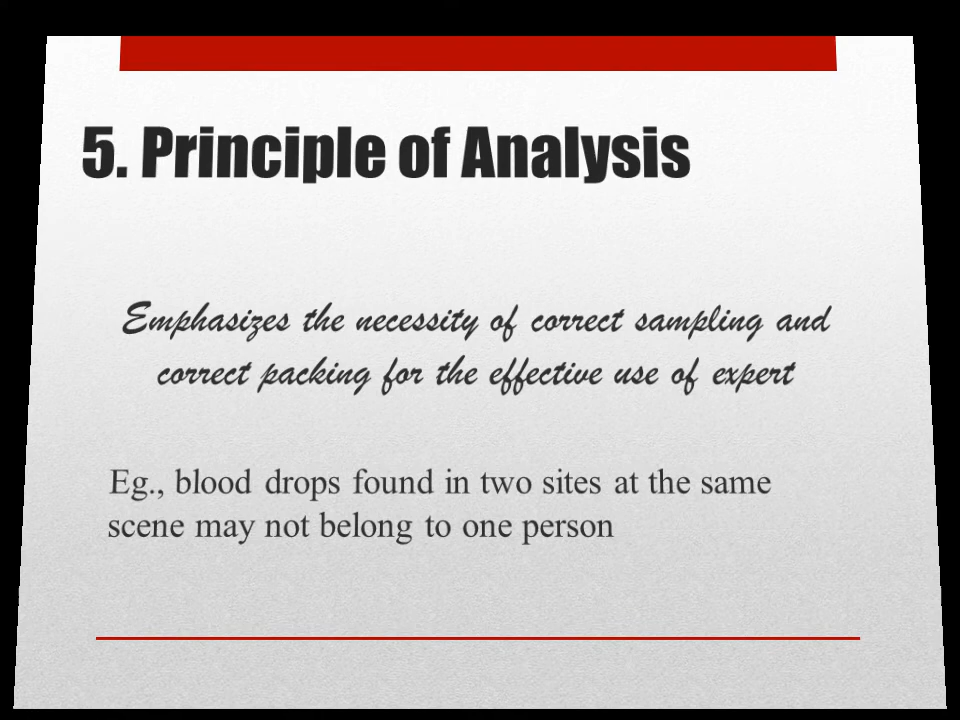 5. Principle of Analysis
Emphasizes the necessity of correct sampling and
correct packing for the effective use of expert
Eg., blood drops found in two sites at the same
scene may not belong to one person